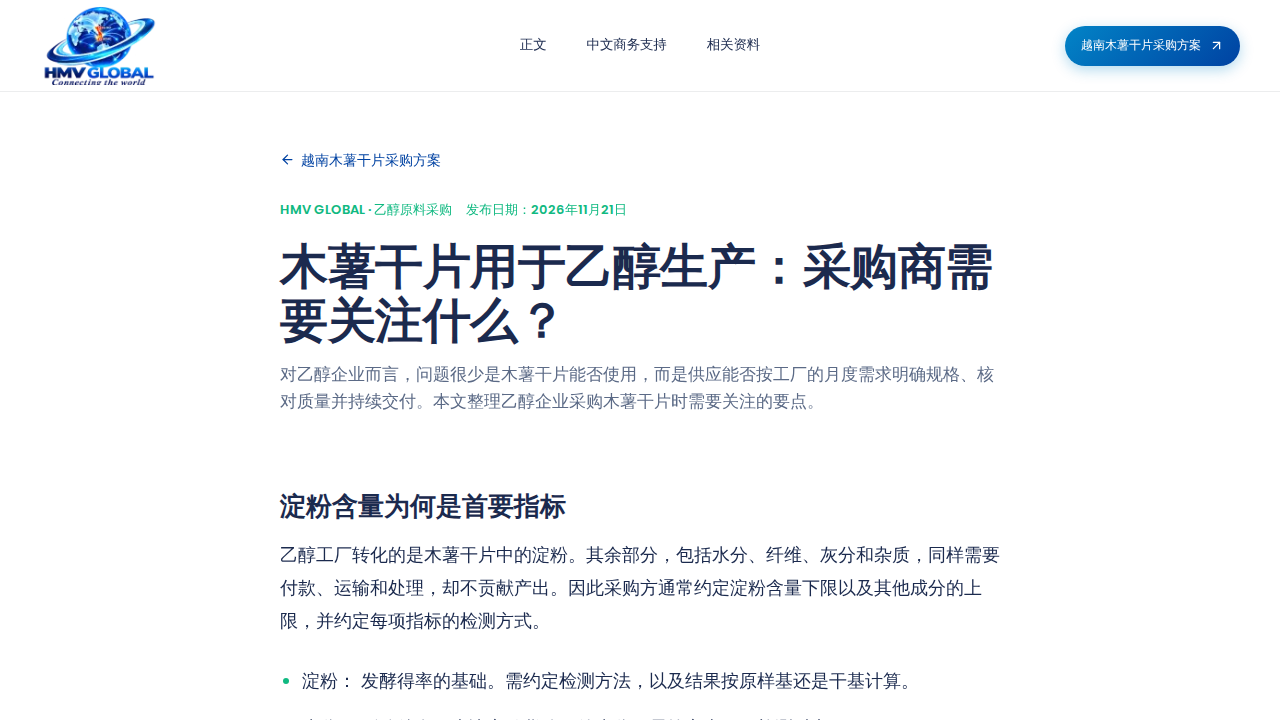 HMV GLOBAL
Connecting the world
正文
中文商务支持
相关资料
越南木薯干片采购方案
越南木薯干片采购方案
HMV GLOBAL · 乙醇原料采购 发布日期：2026年11月21日
木薯干片用于乙醇生产：采购商需
要关注什么？
对乙醇企业而言，问题很少是木薯干片能否使用，而是供应能否按工厂的月度需求明确规格、核
对质量并持续交付。本文整理乙醇企业采购木薯干片时需要关注的要点。
淀粉含量为何是首要指标
乙醇工厂转化的是木薯干片中的淀粉。其余部分，包括水分、纤维、灰分和杂质，同样需要
付款、运输和处理，却不贡献产出。因此采购方通常约定淀粉含量下限以及其他成分的上
限，并约定每项指标的检测方式。
淀粉： 发酵得率的基础。需约定检测方法，以及结果按原样基还是干基计算。